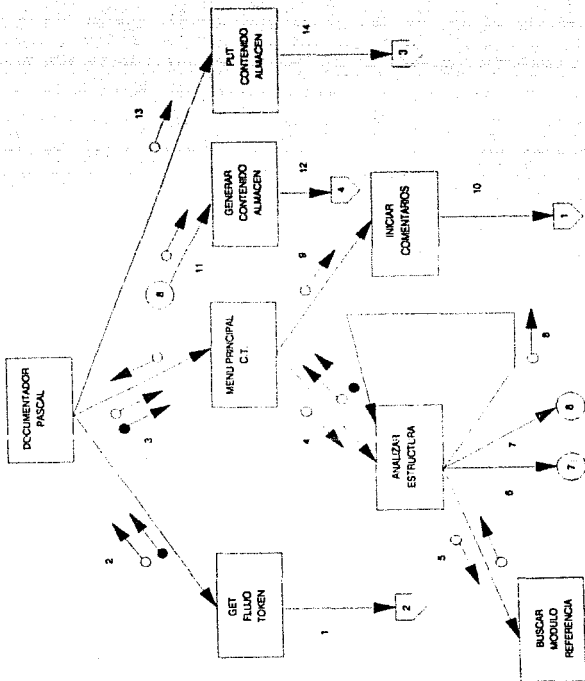 DOCUMENTADOR
PASCAL
2
3
13
GET
FLUJO
TOKEN
MENU PRINCIPAL
C.T.
8
11
GENERAR
CONTENIDO
ALMACEN
PUT
CONTENIDO
ALMACEN
1
2
4
9
12
4
14
3
ANALIZAR
ESTRUCTURA
INICIAR
COMENTARIOS
5
6
7
8
10
1
BUSCAR
MODULO
REFERENCIA
7
8